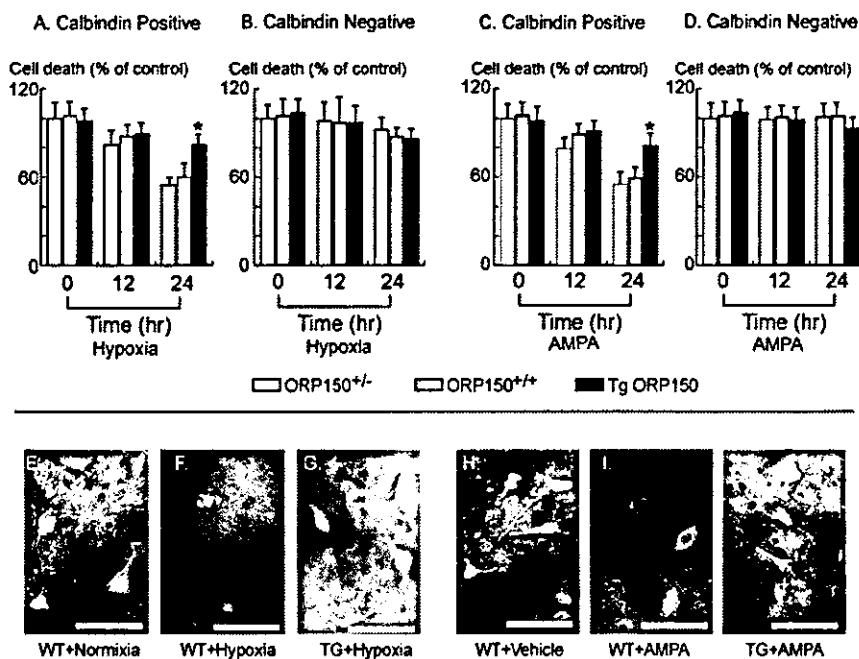 A. Calbindin Positive
B. Calbindin Negative
C. Calbindin Positive
D. Calbindin Negative
Cell death (% of control)
Cell death (% of control)
Cell death (% of control)
Cell death (% of control)
120
60
0
120
60
0
120
60
0
120
60
0
*
*
0 12 24
0 12 24
0 12 24
0 12 24
Time (hr)
Time (hr)
Time (hr)
Time (hr)
Hypoxia
Hypoxia
AMPA
AMPA
ORP150+/-
ORP150+/+
Tg ORP150
E.
F.
G.
H.
I.
WT+Normixia
WT+Hypoxia
TG+Hypoxia
WT+Vehicle
WT+AMPA
TG+AMPA